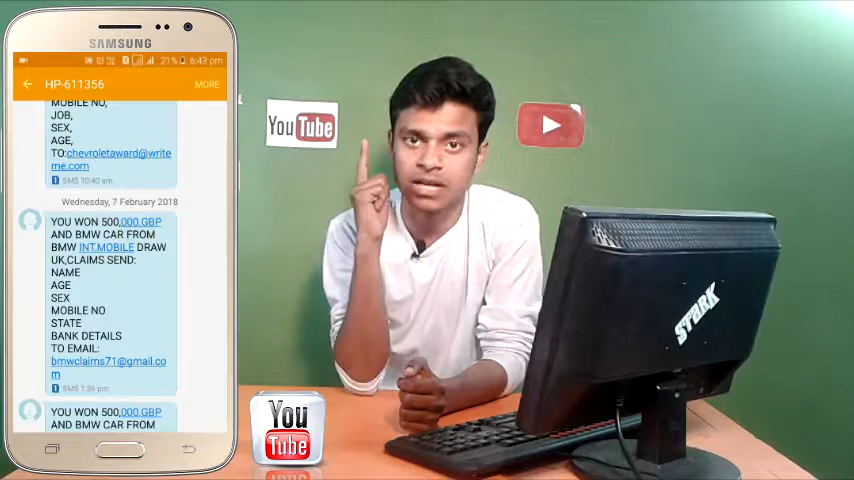 SAMSUNG
21% 6:43 pm
HP-611356
MORE
MOBILE NO,
JOB,
SEX,
AGE,
TO:chevroletaward@write
me.com
SMS 10:40 am
Wednesday, 7 February 2018
YOU WON 500,000.GBP
AND BMW CAR FROM
BMW INT.MOBILE DRAW
UK,CLAIMS SEND:
NAME
AGE
SEX
MOBILE NO
STATE
BANK DETAILS
TO EMAIL:
bmwclaims71@gmail.co
m
SMS 1:36 pm
YOU WON 500,000.GBP
AND BMW CAR FROM
YouTube
You
Tube
SPARK